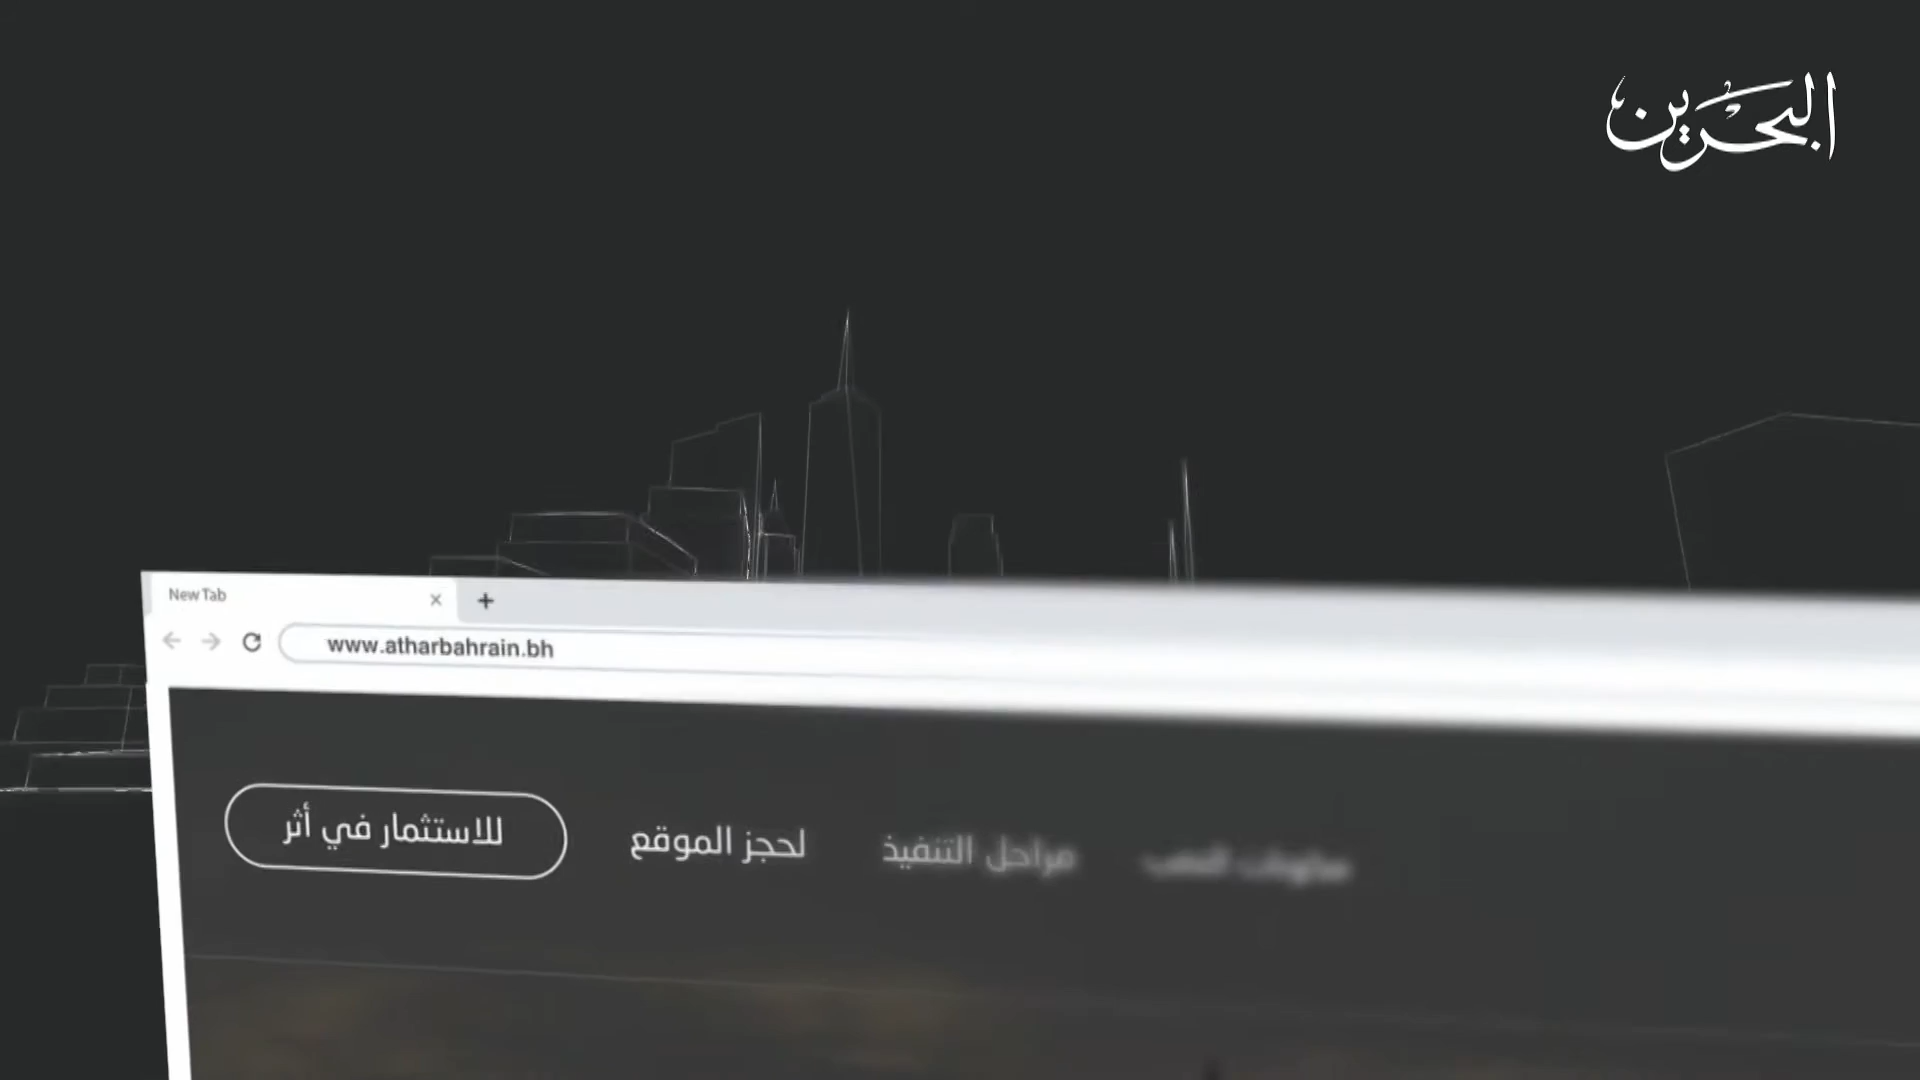 البحرين
New Tab
www.atharbahrain.bh
مراحل التنفيذ
لحجز الموقع
للاستثمار في أثر